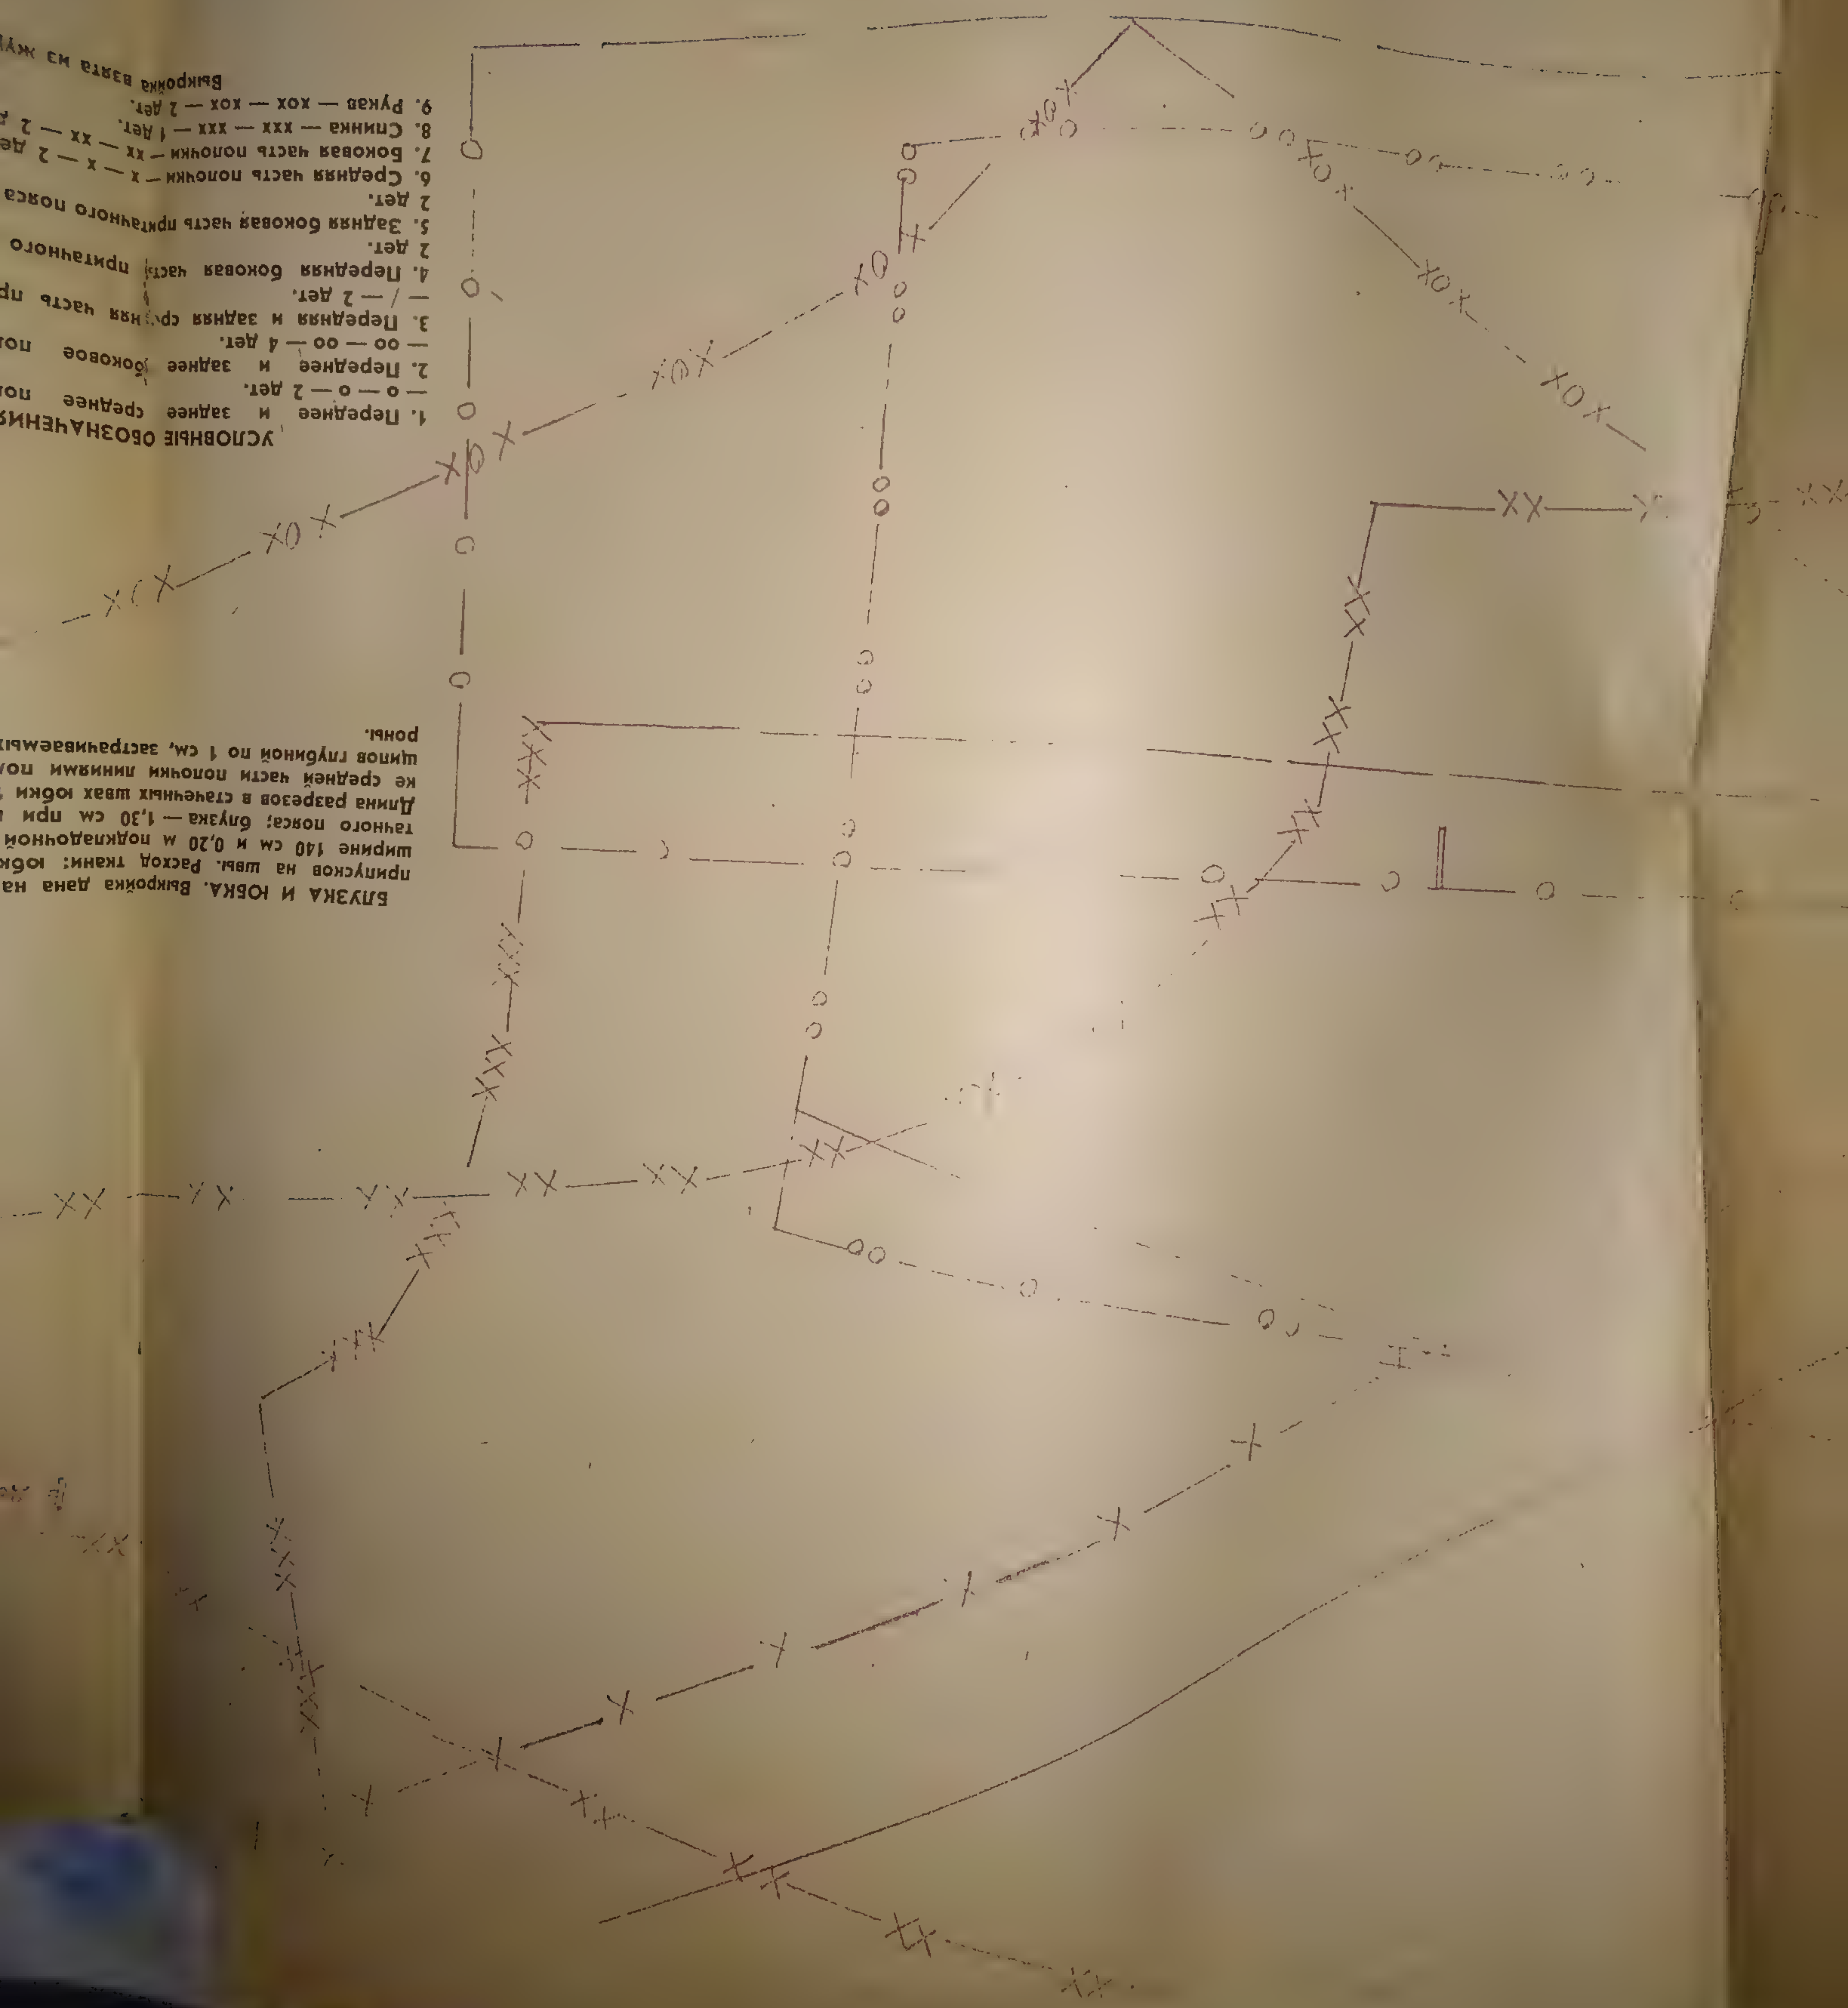 БЛУЗКА И ЮБКА. Выкройка дана на
припусков на швы. Расход ткани: юбк
ширине 140 см и 0,20 м подкладочной
тачного пояса; блузка — 1,30 см при
Длина разрезов в стачечных швах юбки
ке средней части полочки линиями
щипов глубиной по 1 см, застрачиваемы
роны.
УСЛОВНЫЕ ОБОЗНАЧЕНИЯ
1. Переднее и заднее среднее
— о — о — 2 дет.
2. Переднее и заднее боковое
— оо — оо — 4 дет.
3. Передняя и задняя средняя часть пр
— / — 2 дет.
4. Передняя боковая часть притачного
2 дет.
5. Задняя боковая часть притачного пояса
2 дет.
6. Средняя часть полочки — х — х — 2 де
7. Боковая часть полочки — хх — хх — 2 д
8. Спинка — ххх — ххх — 1 дет.
9. Рукав — хох — хох — 2 дет.
Выкройка взята из жур